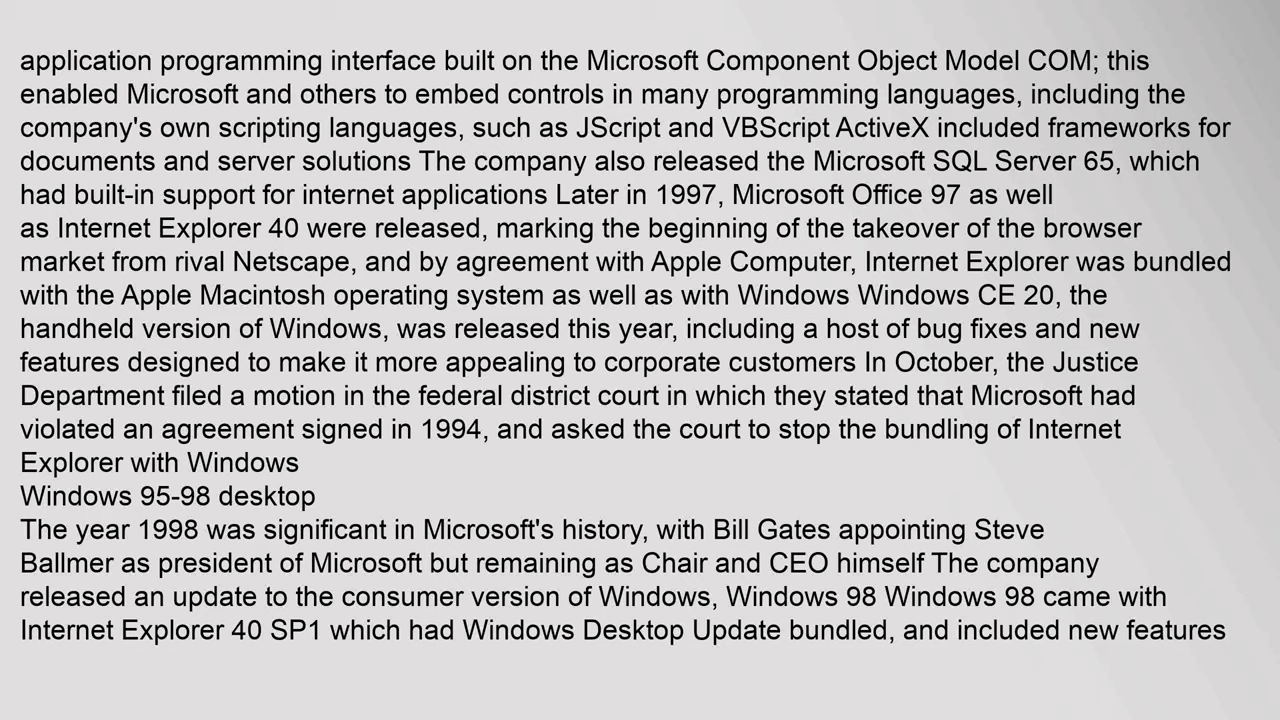 application programming interface built on the Microsoft Component Object Model COM; this
enabled Microsoft and others to embed controls in many programming languages, including the
company's own scripting languages, such as JScript and VBScript ActiveX included frameworks for
documents and server solutions The company also released the Microsoft SQL Server 65, which
had built-in support for internet applications Later in 1997, Microsoft Office 97 as well
as Internet Explorer 40 were released, marking the beginning of the takeover of the browser
market from rival Netscape, and by agreement with Apple Computer, Internet Explorer was bundled
with the Apple Macintosh operating system as well as with Windows Windows CE 20, the
handheld version of Windows, was released this year, including a host of bug fixes and new
features designed to make it more appealing to corporate customers In October, the Justice
Department filed a motion in the federal district court in which they stated that Microsoft had
violated an agreement signed in 1994, and asked the court to stop the bundling of Internet
Explorer with Windows
Windows 95-98 desktop
The year 1998 was significant in Microsoft's history, with Bill Gates appointing Steve
Ballmer as president of Microsoft but remaining as Chair and CEO himself The company
released an update to the consumer version of Windows, Windows 98 Windows 98 came with
Internet Explorer 40 SP1 which had Windows Desktop Update bundled, and included new features